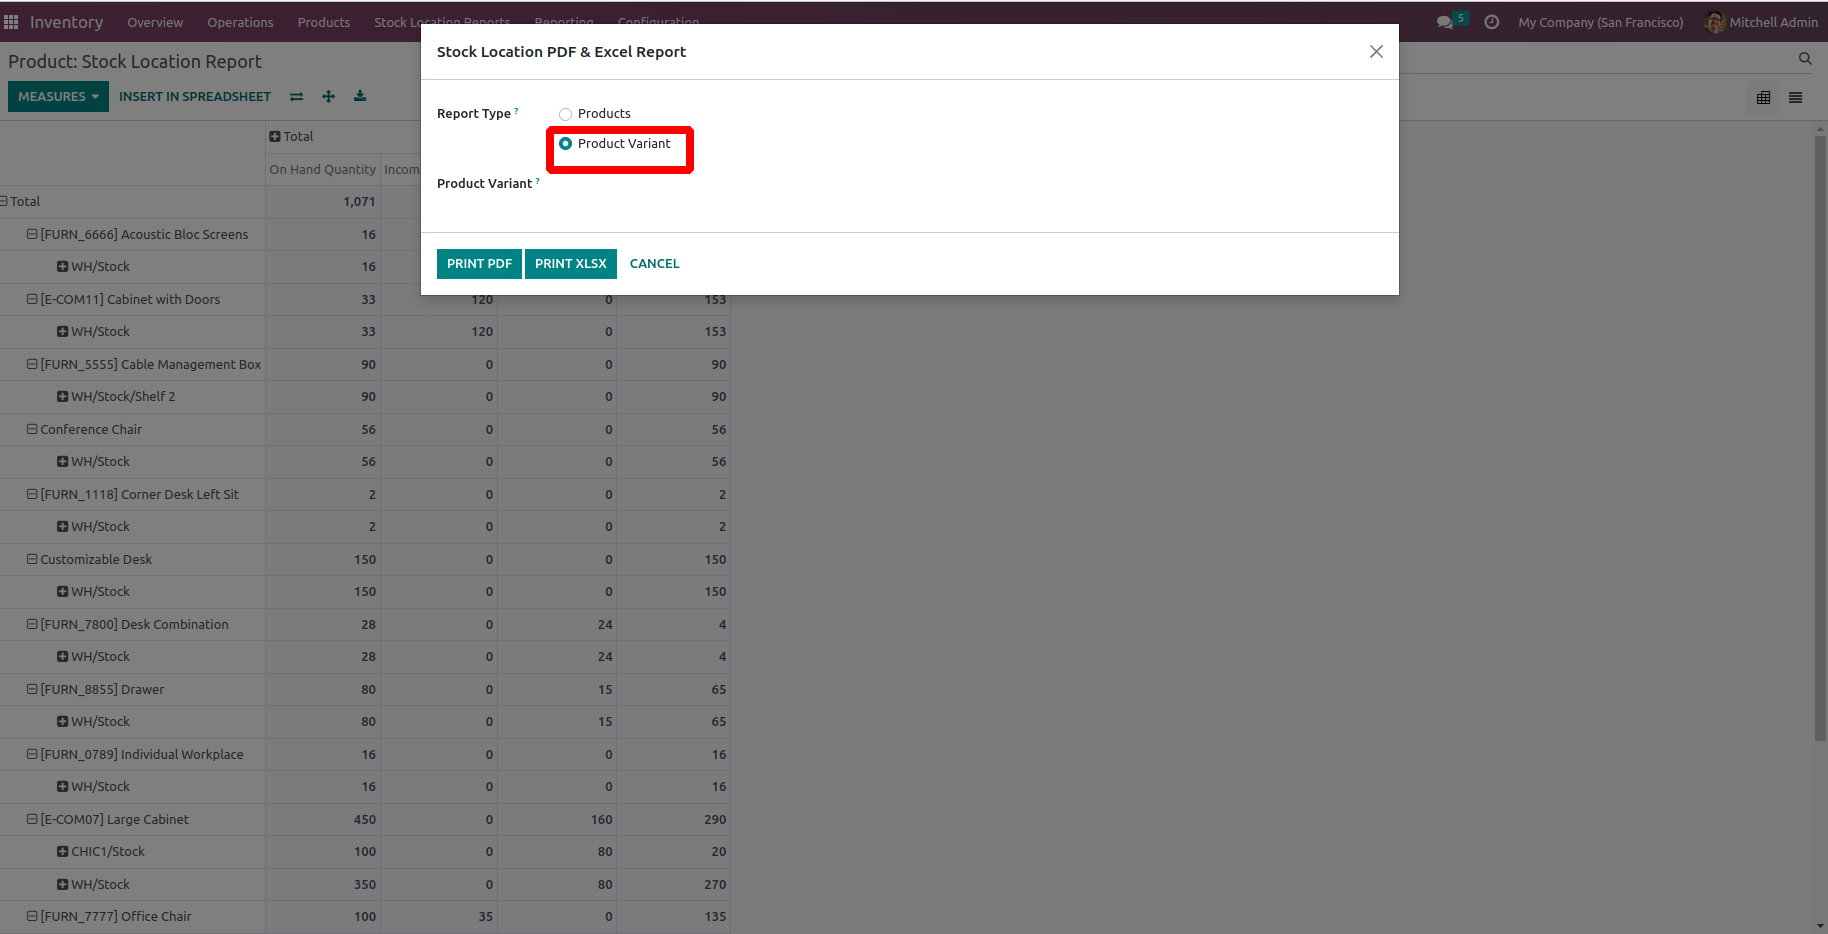 Inventory Overview Operations Products Stock Location Reports Reporting Configuration 5 My Company (San Francisco) Mitchell Admin
Stock Location PDF & Excel Report
Product: Stock Location Report
MEASURES INSERT IN SPREADSHEET
Report Type ? Products
Product Variant
Product Variant ?
PRINT PDF PRINT XLSX CANCEL
Total
On Hand Quantity Incom
Total 1,071
[FURN_6666] Acoustic Bloc Screens 16
WH/Stock 16
[E-COM11] Cabinet with Doors 33 120 0 153
WH/Stock 33 120 0 153
[FURN_5555] Cable Management Box 90 0 0 90
WH/Stock/Shelf 2 90 0 0 90
Conference Chair 56 0 0 56
WH/Stock 56 0 0 56
[FURN_1118] Corner Desk Left Sit 2 0 0 2
WH/Stock 2 0 0 2
Customizable Desk 150 0 0 150
WH/Stock 150 0 0 150
[FURN_7800] Desk Combination 28 0 24 4
WH/Stock 28 0 24 4
[FURN_8855] Drawer 80 0 15 65
WH/Stock 80 0 15 65
[FURN_0789] Individual Workplace 16 0 0 16
WH/Stock 16 0 0 16
[E-COM07] Large Cabinet 450 0 160 290
CHIC1/Stock 100 0 80 20
WH/Stock 350 0 80 270
[FURN_7777] Office Chair 100 35 0 135